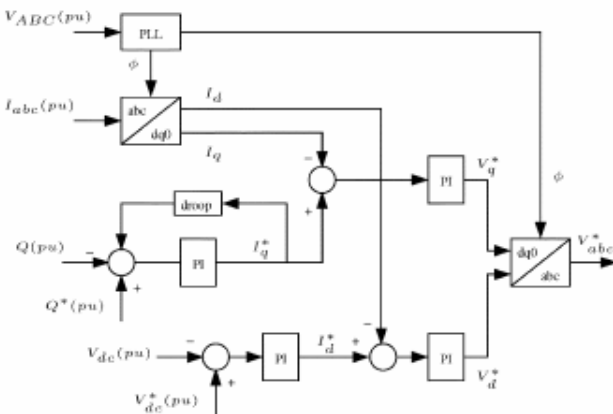 V_ABC(pu)
PLL
ϕ
I_abc(pu)
abc
dq0
I_d
I_q
−
+
PI
V_q^*
ϕ
droop
Q(pu)
−
+
PI
I_q^*
Q^*(pu)
dq0
abc
V_abc^*
V_dc(pu)
−
+
PI
I_d^*
−
+
PI
V_d^*
V_dc^*(pu)